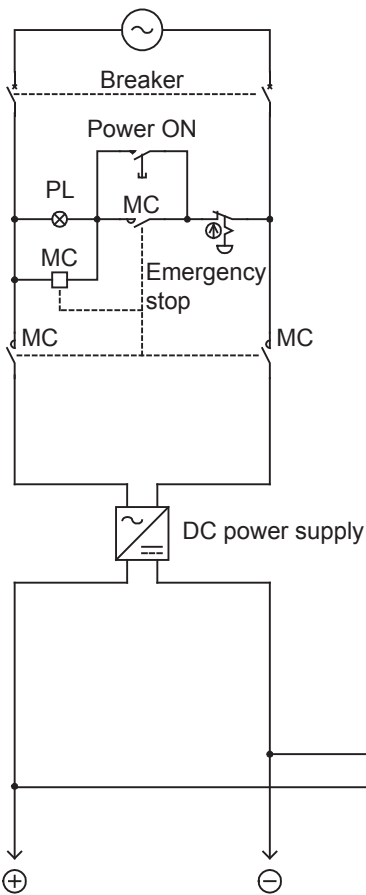 Breaker
Power ON
PL
MC
MC
Emergency
stop
MC
MC
DC power supply